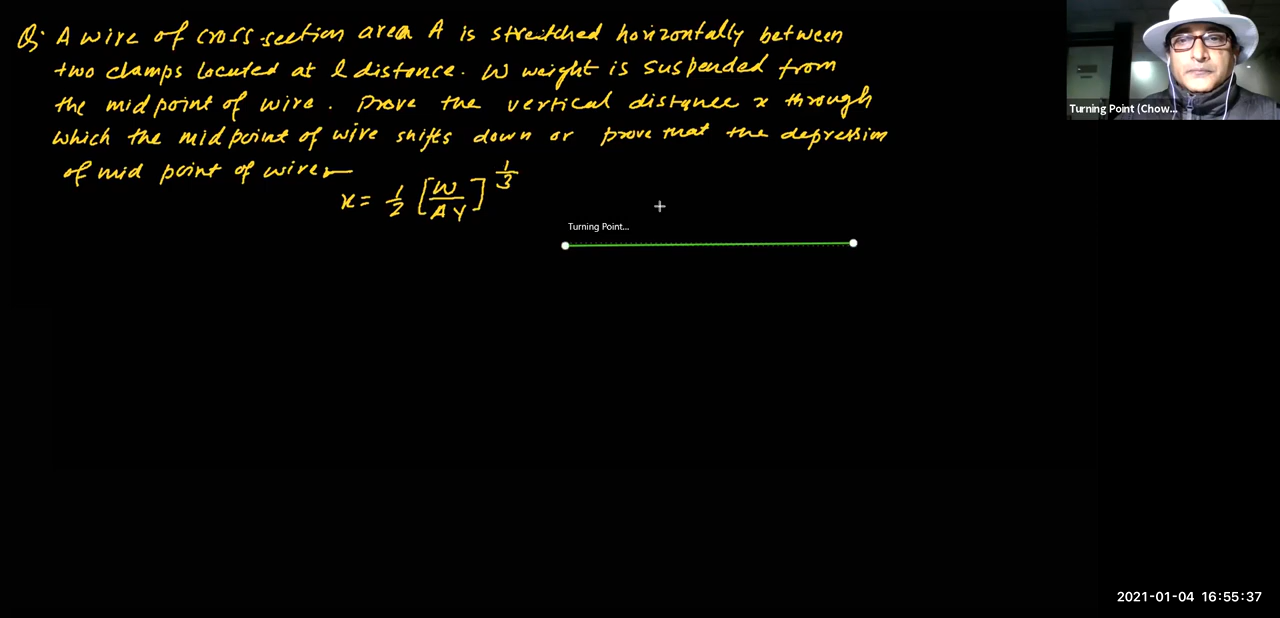 Q: A wire of cross-section area A is stretched horizontally between
two clamps located at l distance. W weight is suspended from
the mid point of wire. Prove the vertical distance x through
which the mid point of wire shifts down or prove that the depression
of mid point of wire
x = 1/2 [W/AY]^1/3
Turning Point...
Turning Point (Chow...
2021-01-04 16:55:37